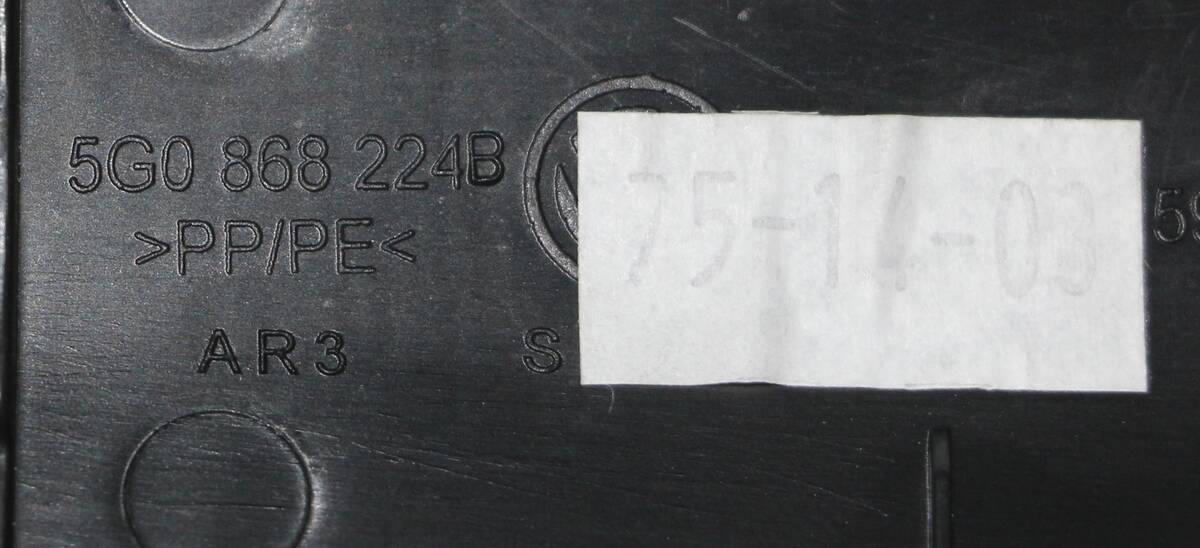 5G0 868 224B
>PP/PE<
75-14-03
AR3 S